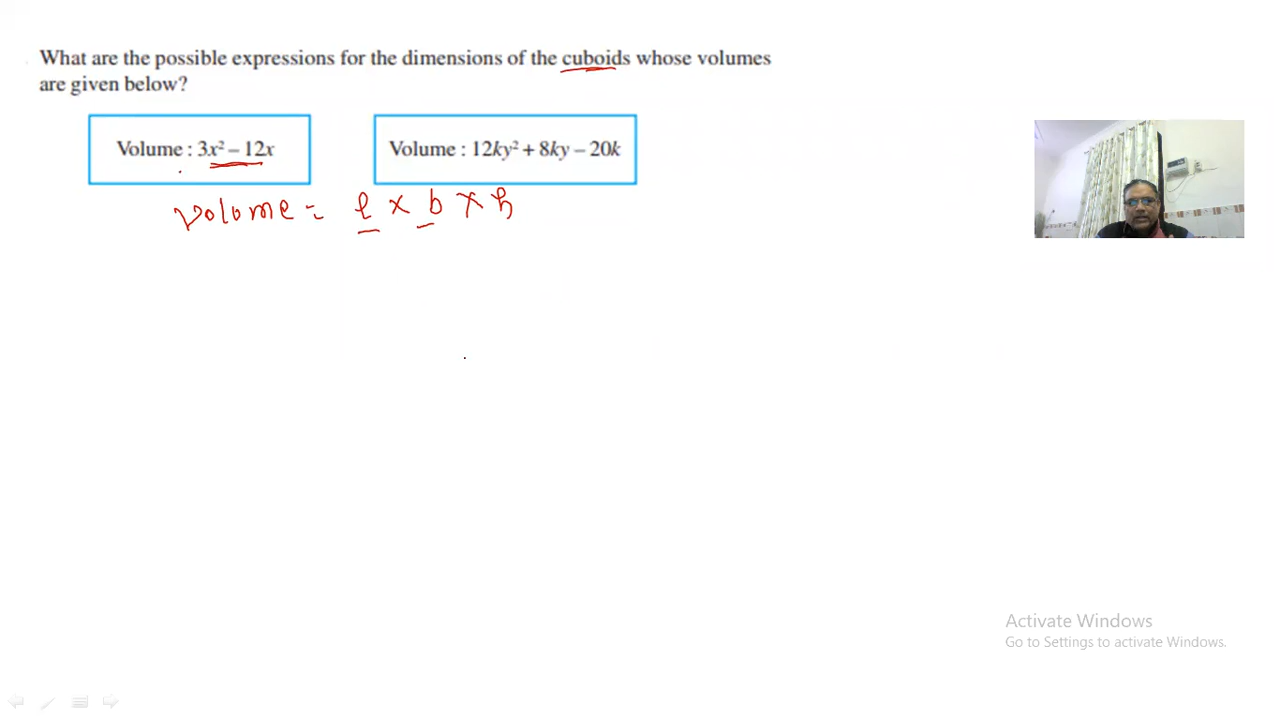 What are the possible expressions for the dimensions of the cuboids whose volumes
are given below?
Volume : 3x² – 12x
Volume : 12ky² + 8ky – 20k
Volome = l × b × h
Activate Windows
Go to Settings to activate Windows.